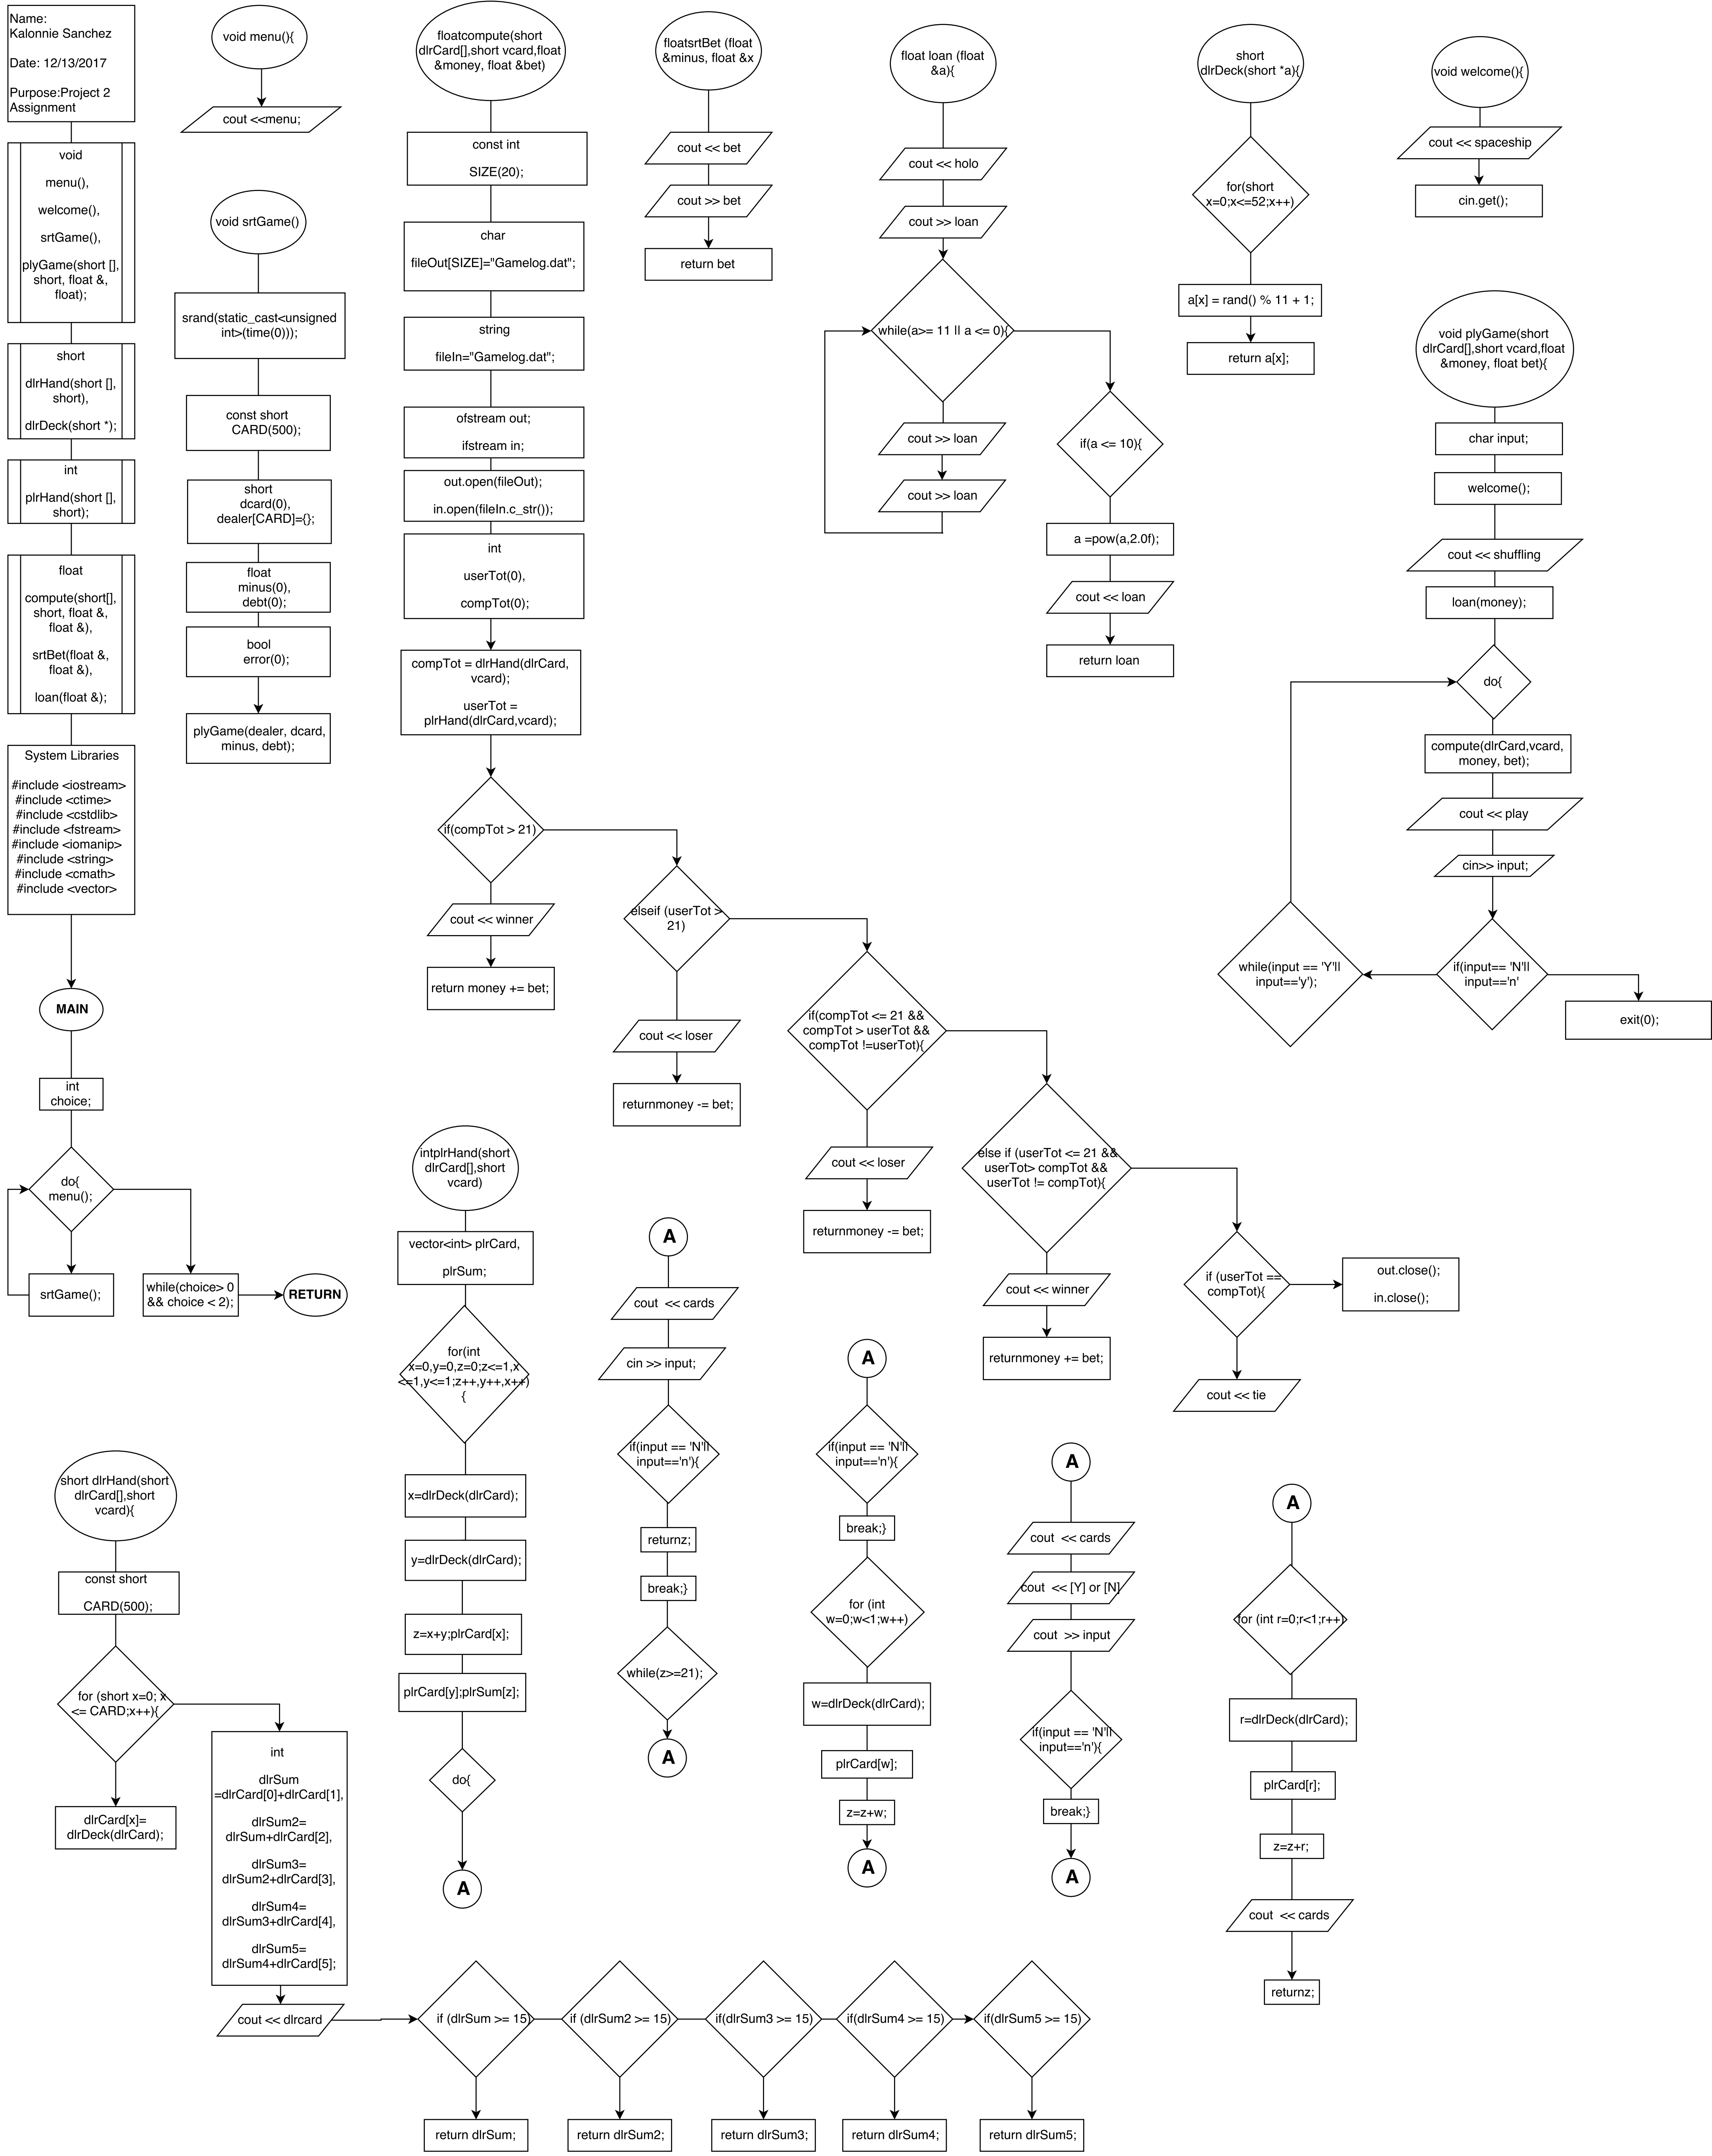 Name:
Kalonnie Sanchez
Date: 12/13/2017
Purpose:Project 2
Assignment
void
menu(),
welcome(),
srtGame(),
plyGame(short [],
short, float &,
float);
short
dlrHand(short [],
short),
dlrDeck(short *);
int
plrHand(short [],
short);
float
compute(short[],
short, float &,
float &),
srtBet(float &,
float &),
loan(float &);
System Libraries
#include <iostream>
#include <ctime>
#include <cstdlib>
#include <fstream>
#include <iomanip>
#include <string>
#include <cmath>
#include <vector>
MAIN
int
choice;
do{
menu();
srtGame();
while(choice> 0
&& choice < 2);
RETURN
void menu(){
cout <<menu;
void srtGame()
srand(static_cast<unsigned
int>(time(0)));
const short
CARD(500);
short
dcard(0),
dealer[CARD]={};
float
minus(0),
debt(0);
bool
error(0);
plyGame(dealer, dcard,
minus, debt);
floatcompute(short
dlrCard[],short vcard,float
&money, float &bet)
const int
SIZE(20);
char
fileOut[SIZE]="Gamelog.dat";
string
fileIn="Gamelog.dat";
ofstream out;
ifstream in;
out.open(fileOut);
in.open(fileIn.c_str());
int
userTot(0),
compTot(0);
compTot = dlrHand(dlrCard,
vcard);
userTot =
plrHand(dlrCard,vcard);
if(compTot > 21)
cout << winner
return money += bet;
elseif (userTot >
21)
cout << loser
returnmoney -= bet;
if(compTot <= 21 &&
compTot > userTot &&
compTot !=userTot){
cout << loser
returnmoney -= bet;
else if (userTot <= 21 &&
userTot> compTot &&
userTot != compTot){
cout << winner
returnmoney += bet;
if (userTot ==
compTot){
out.close();
in.close();
cout << tie
floatsrtBet (float
&minus, float &x
cout << bet
cout >> bet
return bet
float loan (float
&a){
cout << holo
cout >> loan
while(a>= 11 || a <= 0){
cout >> loan
cout >> loan
if(a <= 10){
a =pow(a,2.0f);
cout << loan
return loan
short
dlrDeck(short *a){
for(short
x=0;x<=52;x++)
a[x] = rand() % 11 + 1;
return a[x];
void welcome(){
cout << spaceship
cin.get();
void plyGame(short
dlrCard[],short vcard,float
&money, float bet){
char input;
welcome();
cout << shuffling
loan(money);
do{
compute(dlrCard,vcard,
money, bet);
cout << play
cin>> input;
if(input== 'N'||
input=='n'
while(input == 'Y'||
input=='y');
exit(0);
intplrHand(short
dlrCard[],short
vcard)
vector<int> plrCard,
plrSum;
for(int
x=0,y=0,z=0;z<=1,x
<=1,y<=1;z++,y++,x++)
{
x=dlrDeck(dlrCard);
y=dlrDeck(dlrCard);
z=x+y;plrCard[x];
plrCard[y];plrSum[z];
do{
A
A
cout << cards
cin >> input;
if(input == 'N'||
input=='n'){
returnz;
break;}
while(z>=21);
A
A
if(input == 'N'||
input=='n'){
break;}
for (int
w=0;w<1;w++)
w=dlrDeck(dlrCard);
plrCard[w];
z=z+w;
A
A
cout << cards
cout << [Y] or [N]
cout >> input
if(input == 'N'||
input=='n'){
break;}
A
A
for (int r=0;r<1;r++)
r=dlrDeck(dlrCard);
plrCard[r];
z=z+r;
cout << cards
returnz;
short dlrHand(short
dlrCard[],short
vcard){
const short
CARD(500);
for (short x=0; x
<= CARD;x++){
dlrCard[x]=
dlrDeck(dlrCard);
int
dlrSum
=dlrCard[0]+dlrCard[1],
dlrSum2=
dlrSum+dlrCard[2],
dlrSum3=
dlrSum2+dlrCard[3],
dlrSum4=
dlrSum3+dlrCard[4],
dlrSum5=
dlrSum4+dlrCard[5];
cout << dlrcard
if (dlrSum >= 15)
if (dlrSum2 >= 15)
if(dlrSum3 >= 15)
if(dlrSum4 >= 15)
if(dlrSum5 >= 15)
return dlrSum;
return dlrSum2;
return dlrSum3;
return dlrSum4;
return dlrSum5;